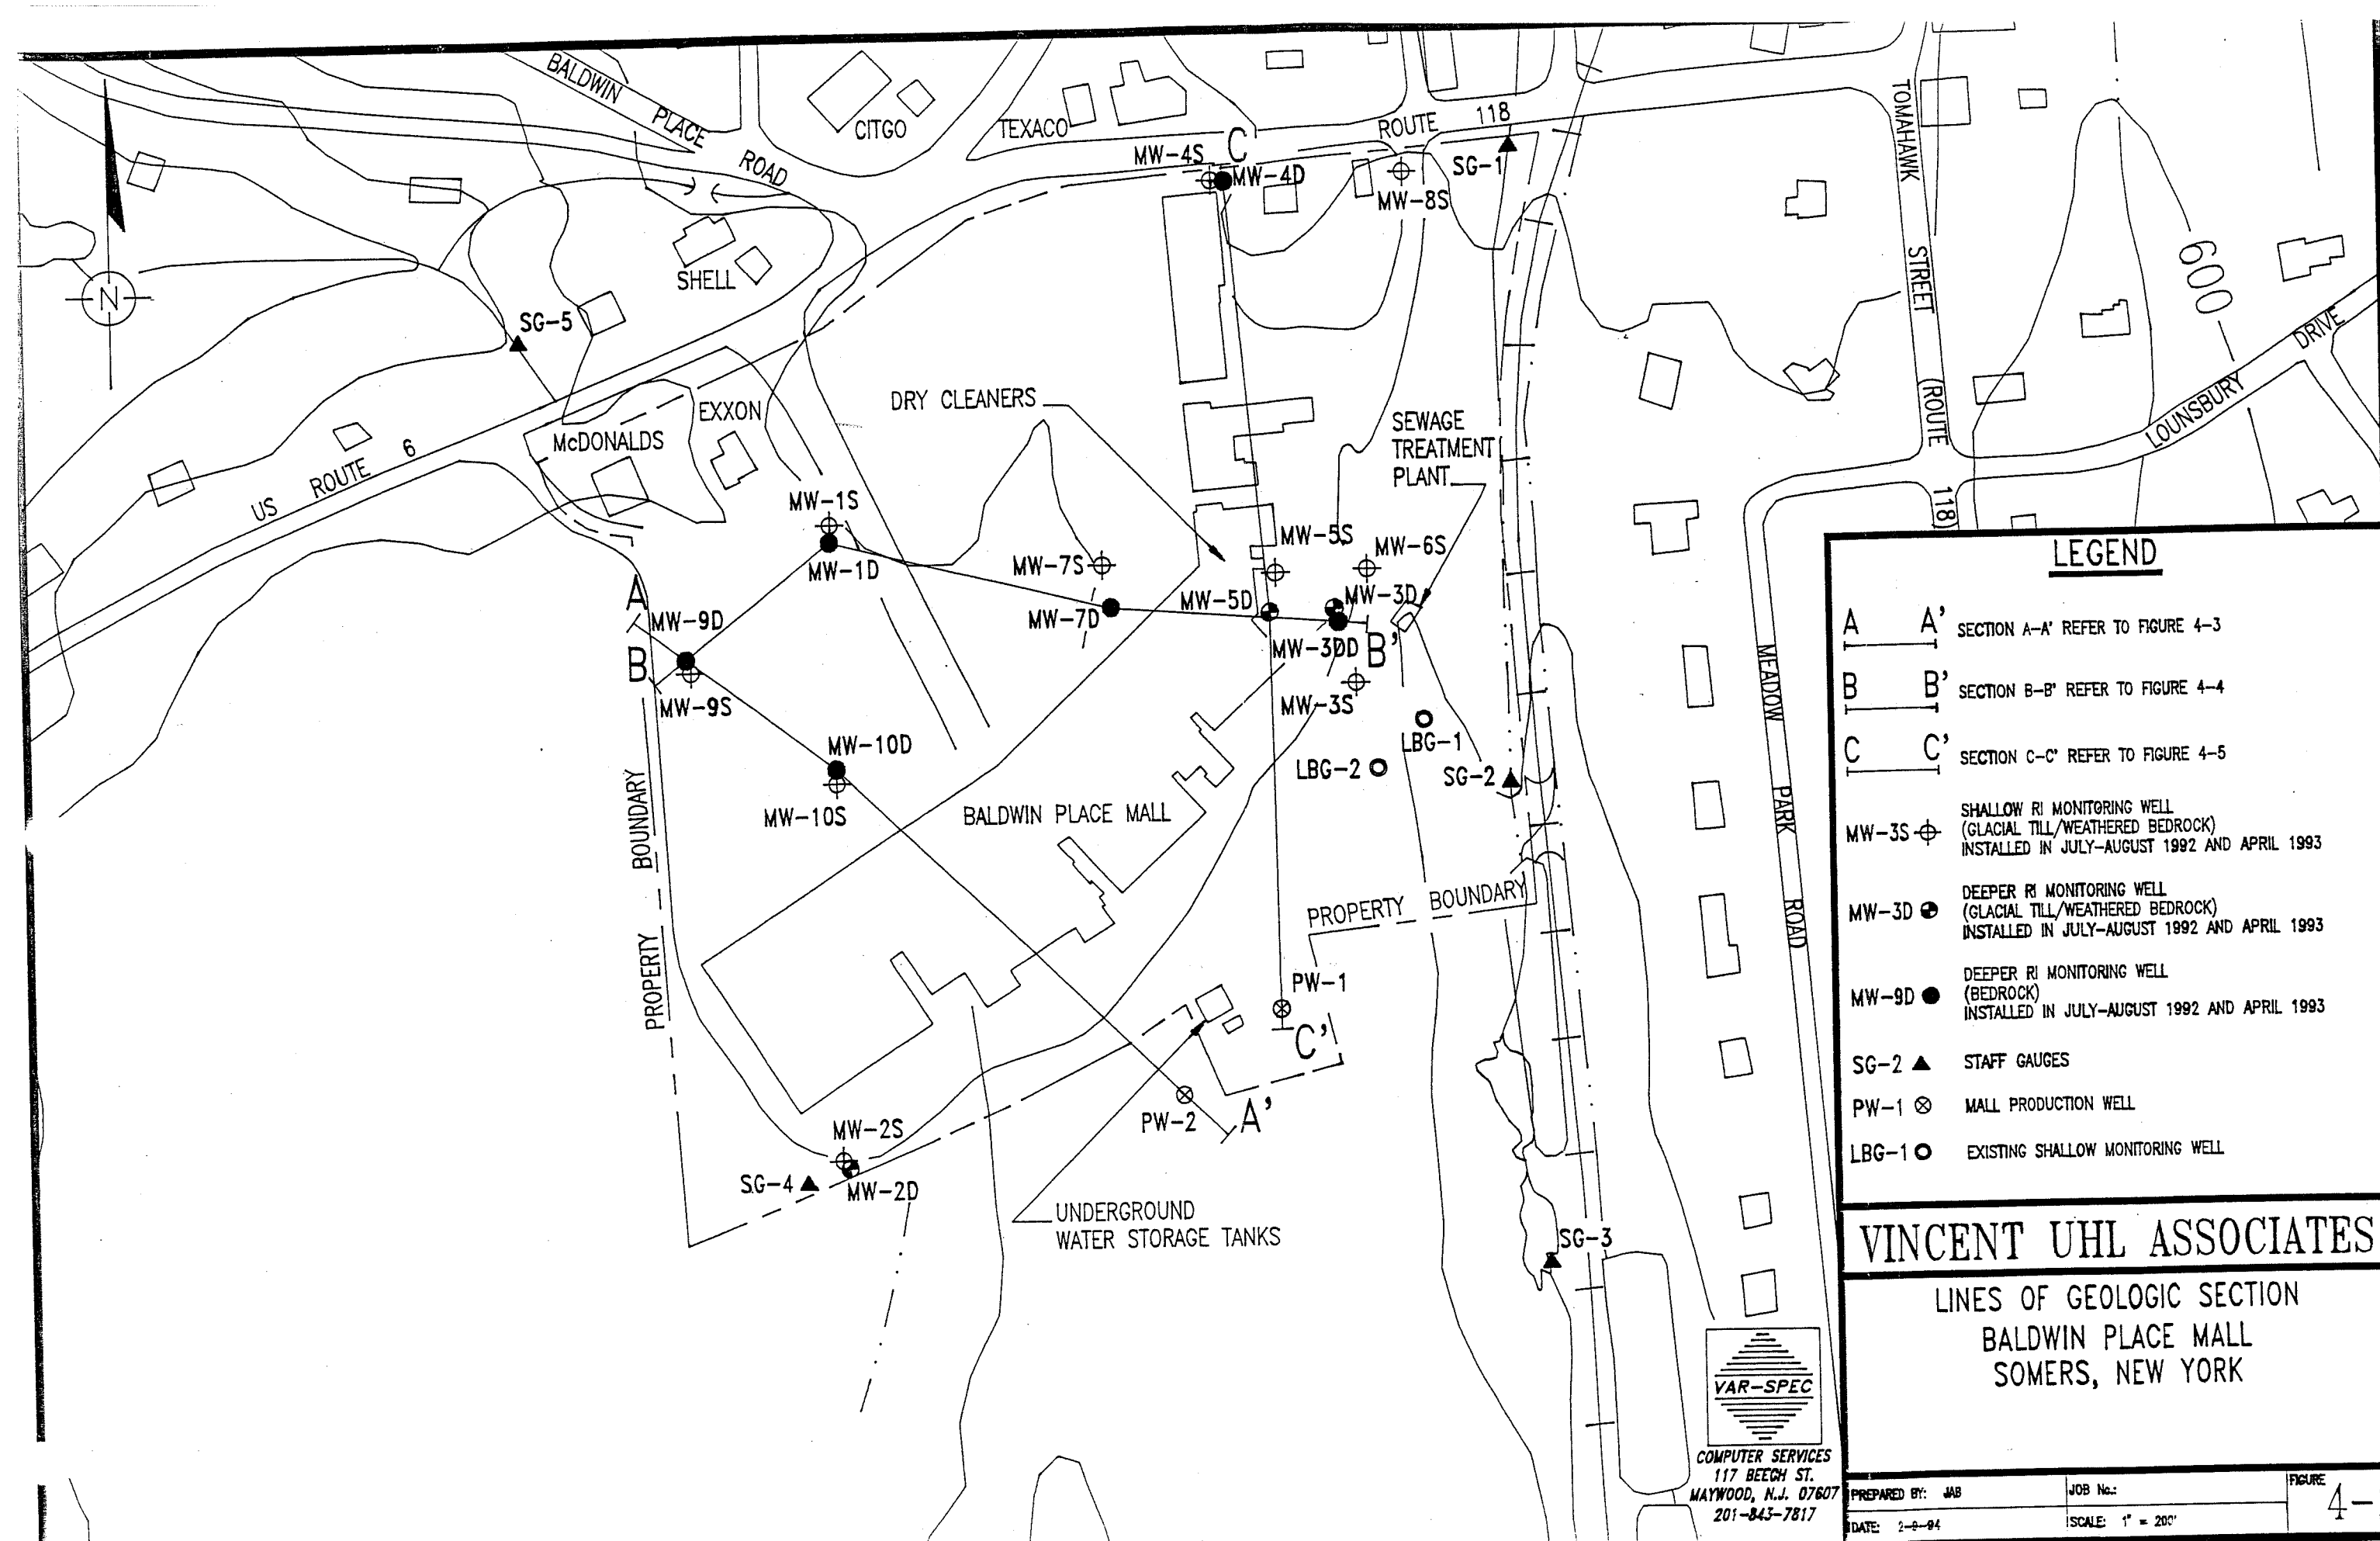 BALDWIN PLACE ROAD
CITGO
TEXACO
ROUTE 118
C
MW-4S
MW-4D
MW-8S
SG-1
TOMAHAWK STREET (ROUTE 118)
600
LOUNSBURY DRIVE
SHELL
N
SG-5
US ROUTE 6
McDONALDS
EXXON
DRY CLEANERS
SEWAGE
TREATMENT
PLANT
MW-1S
MW-1D
MW-7S
MW-7D
MW-5S
MW-6S
MW-5D
MW-3D
MW-3DD
B'
MW-3S
A
MW-9D
B
MW-9S
MW-10D
MW-10S
LBG-1
LBG-2
SG-2
BALDWIN PLACE MALL
PROPERTY BOUNDARY
PROPERTY BOUNDARY
MEADOW PARK ROAD
PW-1
C'
PW-2
A'
MW-2S
SG-4
MW-2D
UNDERGROUND
WATER STORAGE TANKS
SG-3
LEGEND
A A' SECTION A-A' REFER TO FIGURE 4-3
B B' SECTION B-B' REFER TO FIGURE 4-4
C C' SECTION C-C' REFER TO FIGURE 4-5
MW-3S SHALLOW RI MONITORING WELL
(GLACIAL TILL/WEATHERED BEDROCK)
INSTALLED IN JULY-AUGUST 1992 AND APRIL 1993
MW-3D DEEPER RI MONITORING WELL
(GLACIAL TILL/WEATHERED BEDROCK)
INSTALLED IN JULY-AUGUST 1992 AND APRIL 1993
MW-9D DEEPER RI MONITORING WELL
(BEDROCK)
INSTALLED IN JULY-AUGUST 1992 AND APRIL 1993
SG-2 STAFF GAUGES
PW-1 MALL PRODUCTION WELL
LBG-1 EXISTING SHALLOW MONITORING WELL
VINCENT UHL ASSOCIATES
LINES OF GEOLOGIC SECTION
BALDWIN PLACE MALL
SOMERS, NEW YORK
VAR-SPEC
COMPUTER SERVICES
117 BEECH ST.
MAYWOOD, N.J. 07607
201-843-7817
PREPARED BY: JAB
JOB No.:
FIGURE
4-
DATE: 2-9-94
SCALE: 1" = 200'